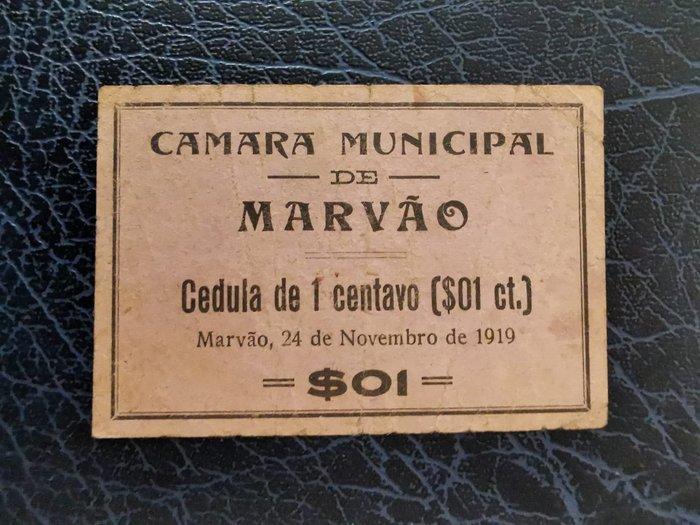 CAMARA MUNICIPAL
— DE —
MARVÃO
Cedula de 1 centavo ($01 ct.)
Marvão, 24 de Novembro de 1919
= $01 =